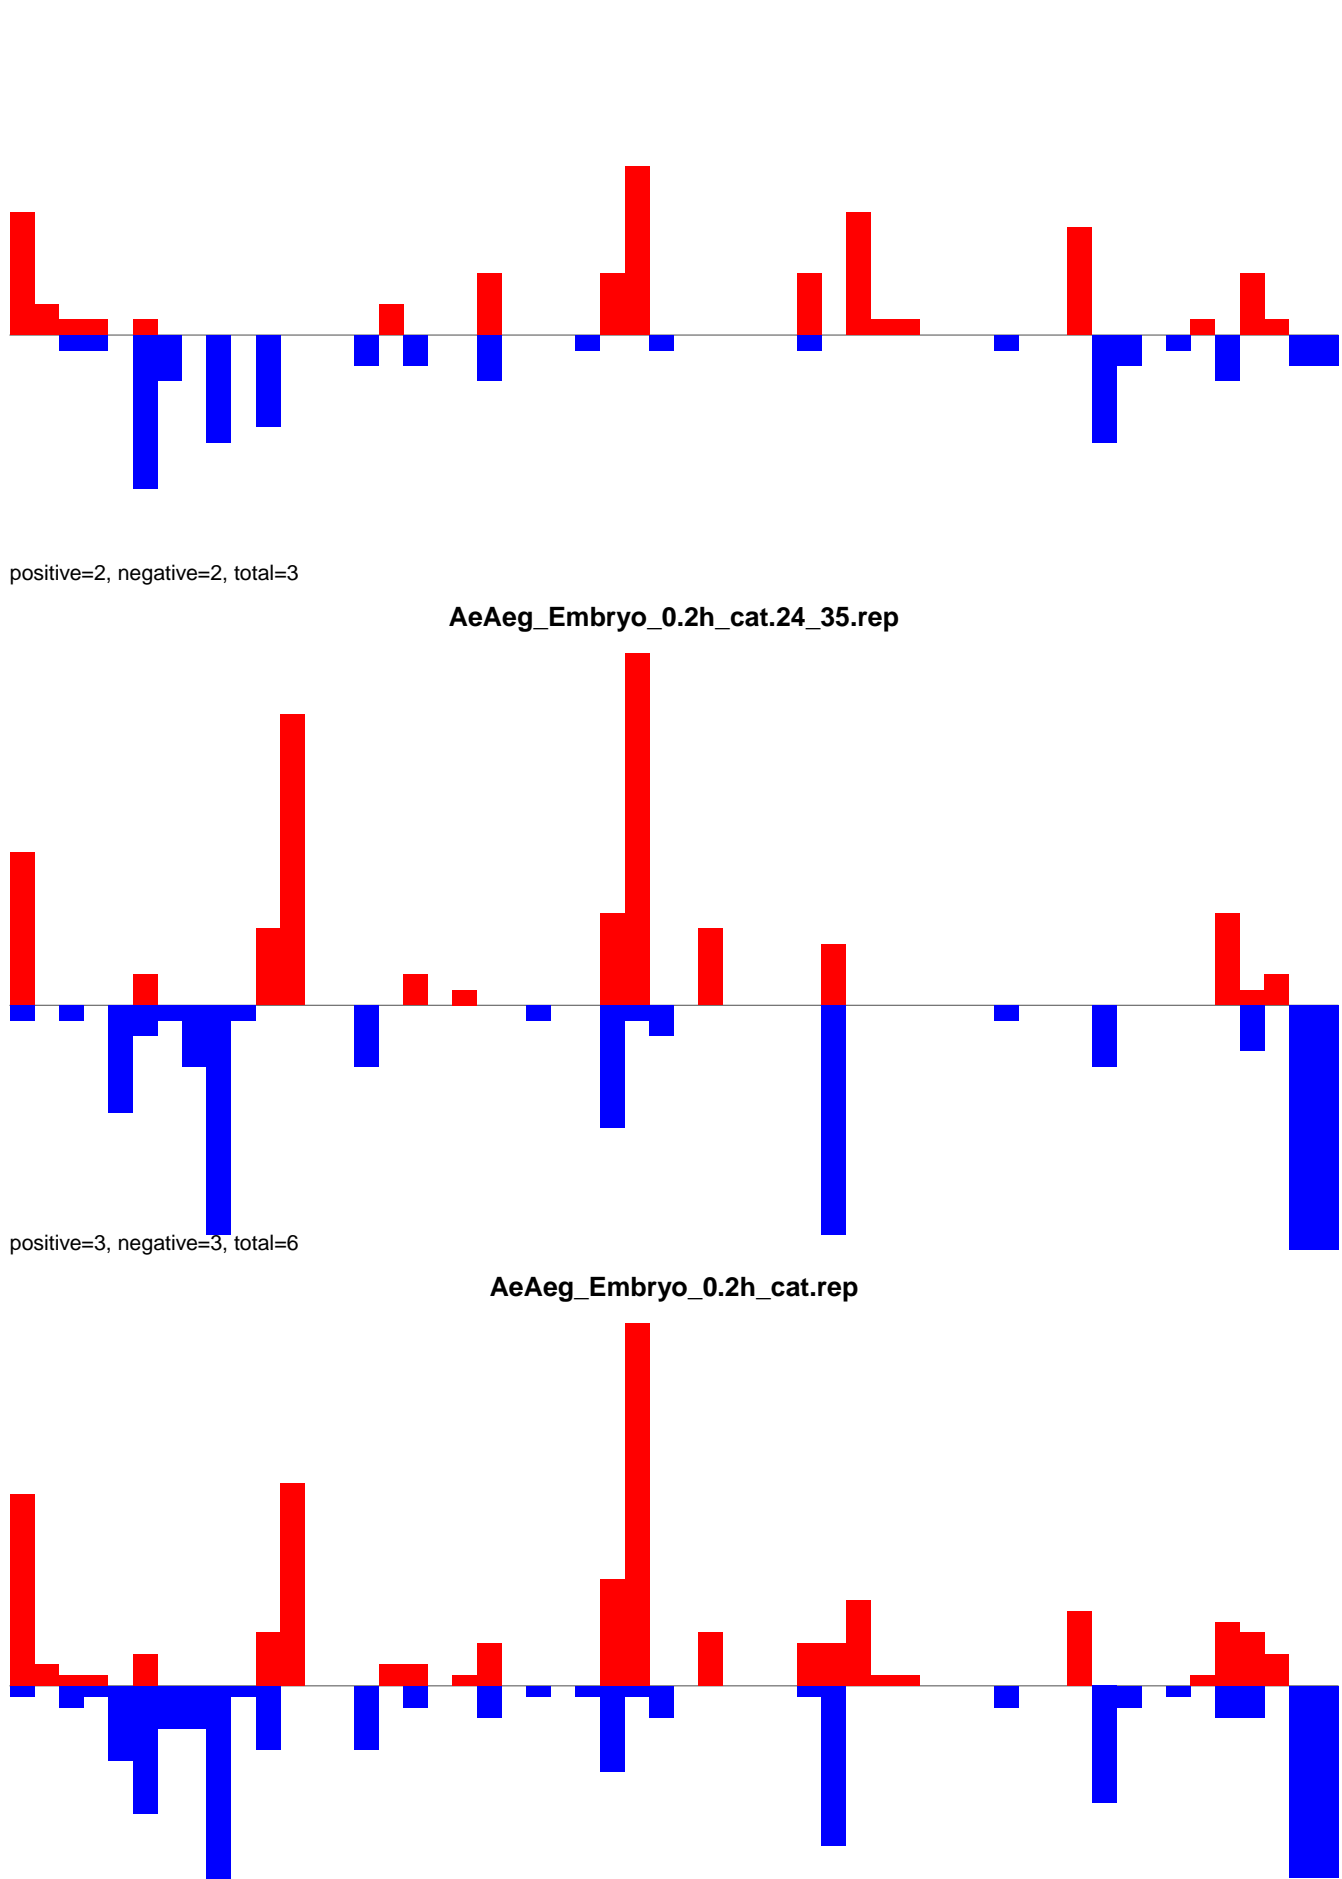 positive=2, negative=2, total=3
AeAeg_Embryo_0.2h_cat.24_35.rep
positive=3, negative=3, total=6
AeAeg_Embryo_0.2h_cat.rep